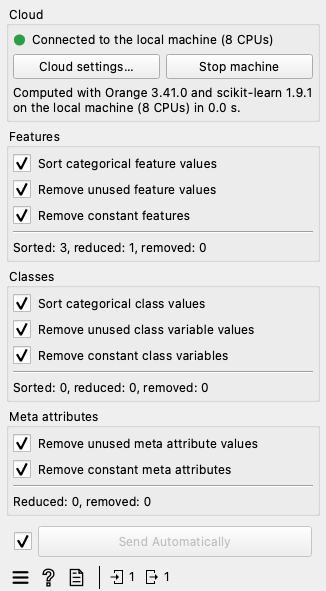 Cloud
Connected to the local machine (8 CPUs)
Cloud settings... Stop machine
Computed with Orange 3.41.0 and scikit-learn 1.9.1
on the local machine (8 CPUs) in 0.0 s.
Features
Sort categorical feature values
Remove unused feature values
Remove constant features
Sorted: 3, reduced: 1, removed: 0
Classes
Sort categorical class values
Remove unused class variable values
Remove constant class variables
Sorted: 0, reduced: 0, removed: 0
Meta attributes
Remove unused meta attribute values
Remove constant meta attributes
Reduced: 0, removed: 0
Send Automatically
1 1